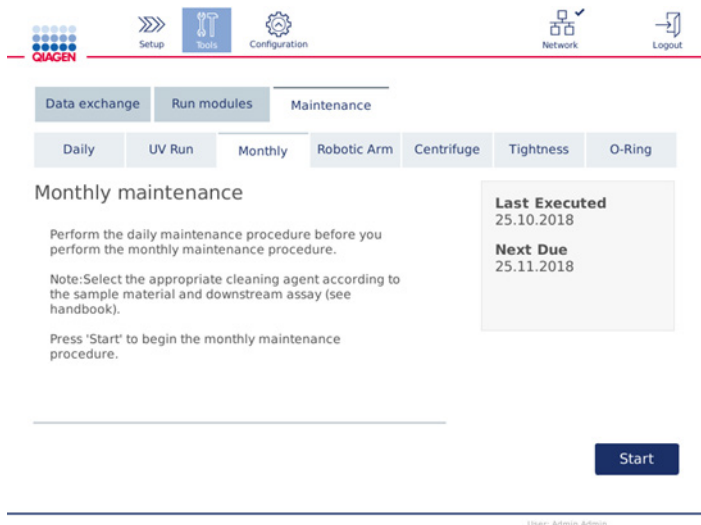 QIAGEN
Setup
Tools
Configuration
Network
Logout
Data exchange Run modules Maintenance
Daily UV Run Monthly Robotic Arm Centrifuge Tightness O-Ring
Monthly maintenance
Perform the daily maintenance procedure before you
perform the monthly maintenance procedure.
Note:Select the appropriate cleaning agent according to
the sample material and downstream assay (see
handbook).
Press 'Start' to begin the monthly maintenance
procedure.
Last Executed
25.10.2018
Next Due
25.11.2018
Start
User: Admin Admin